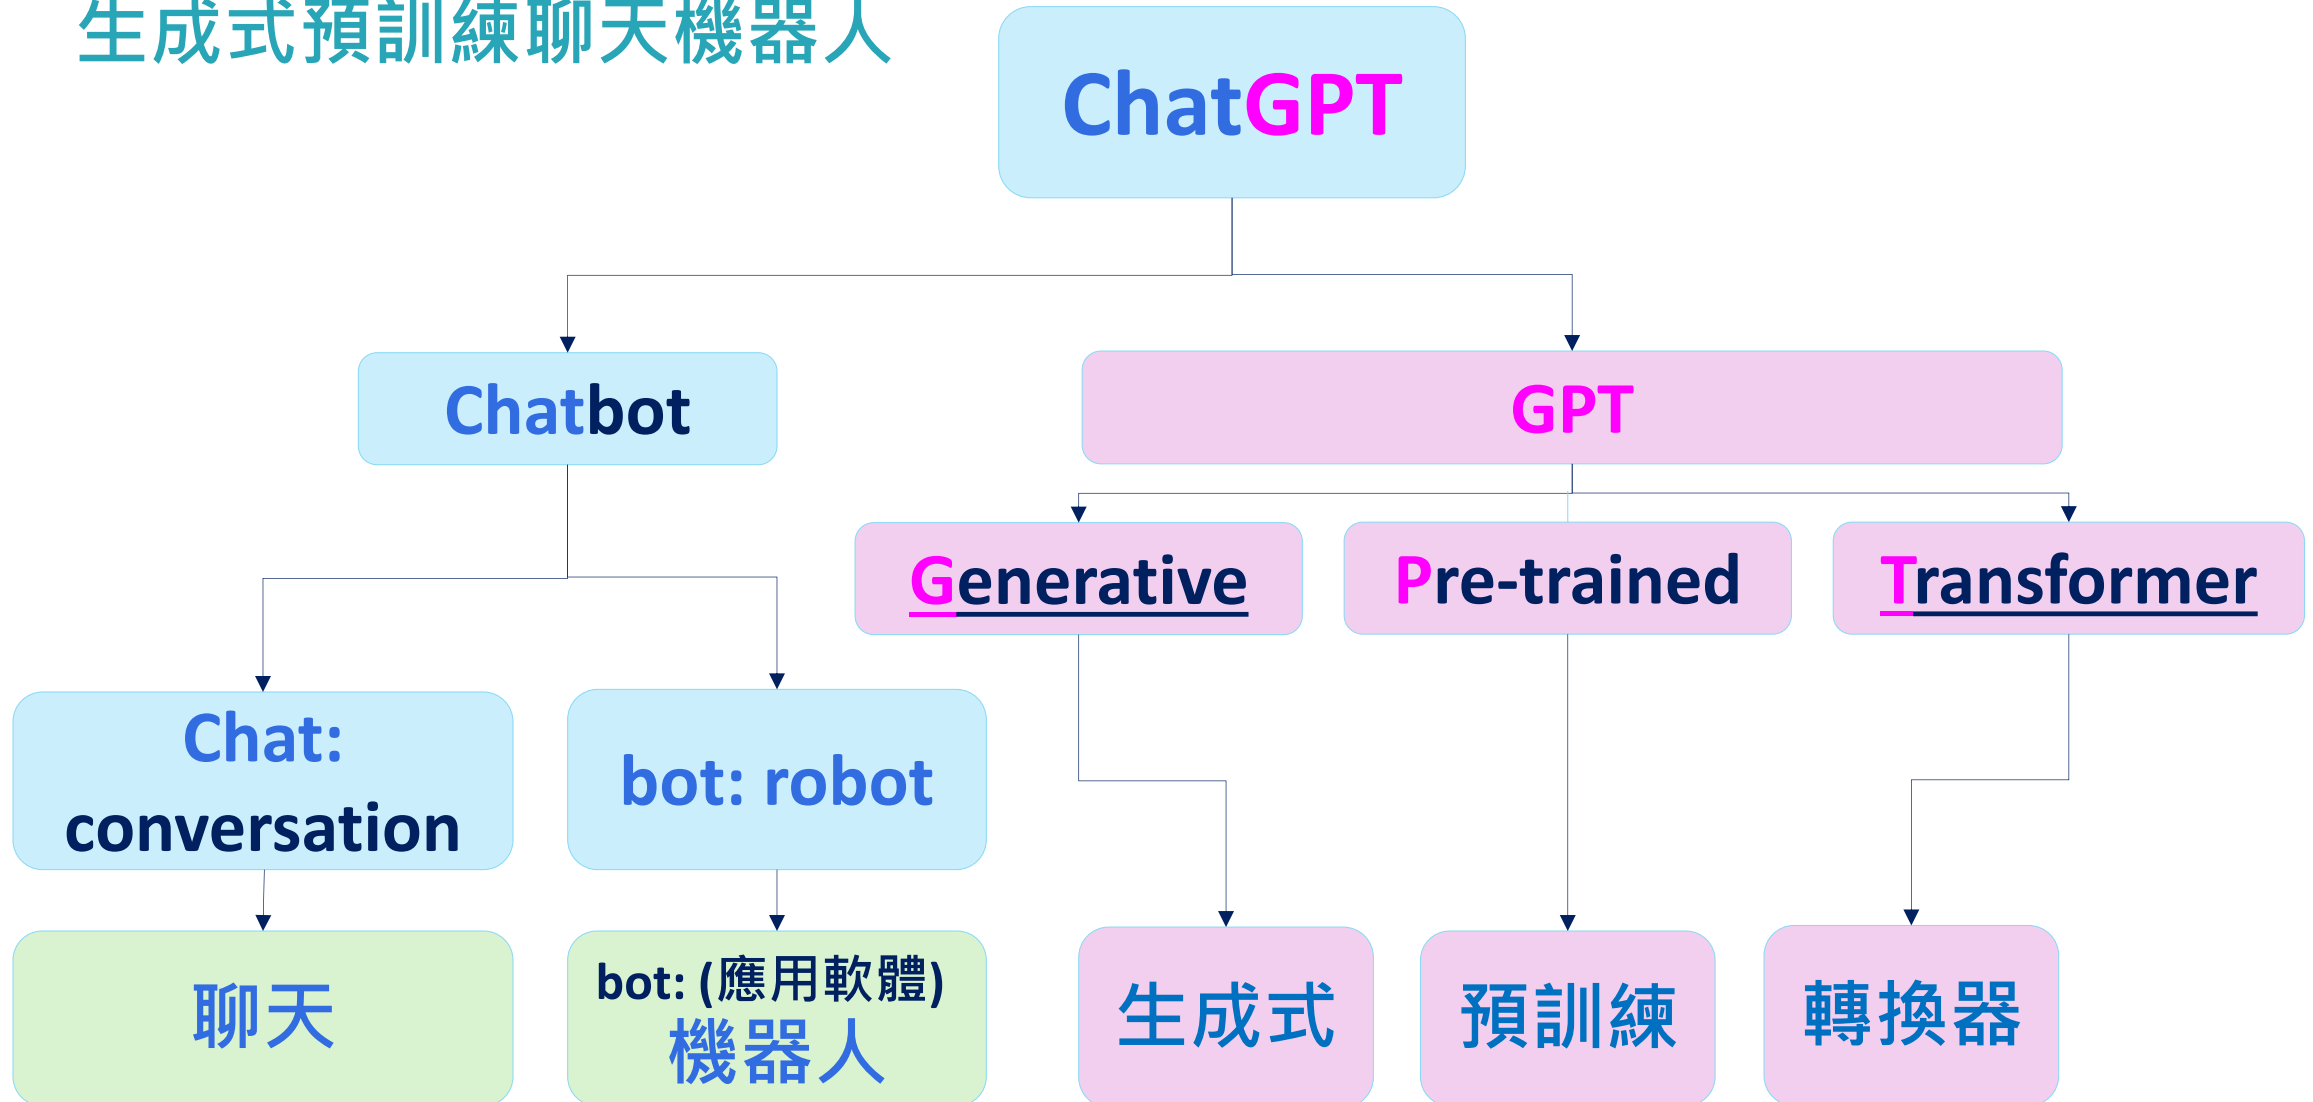 生成式預訓練聊天機器人
ChatGPT
Chatbot
GPT
Generative
Pre-trained
Transformer
Chat:
conversation
bot: robot
聊天
bot: (應用軟體)
機器人
生成式
預訓練
轉換器